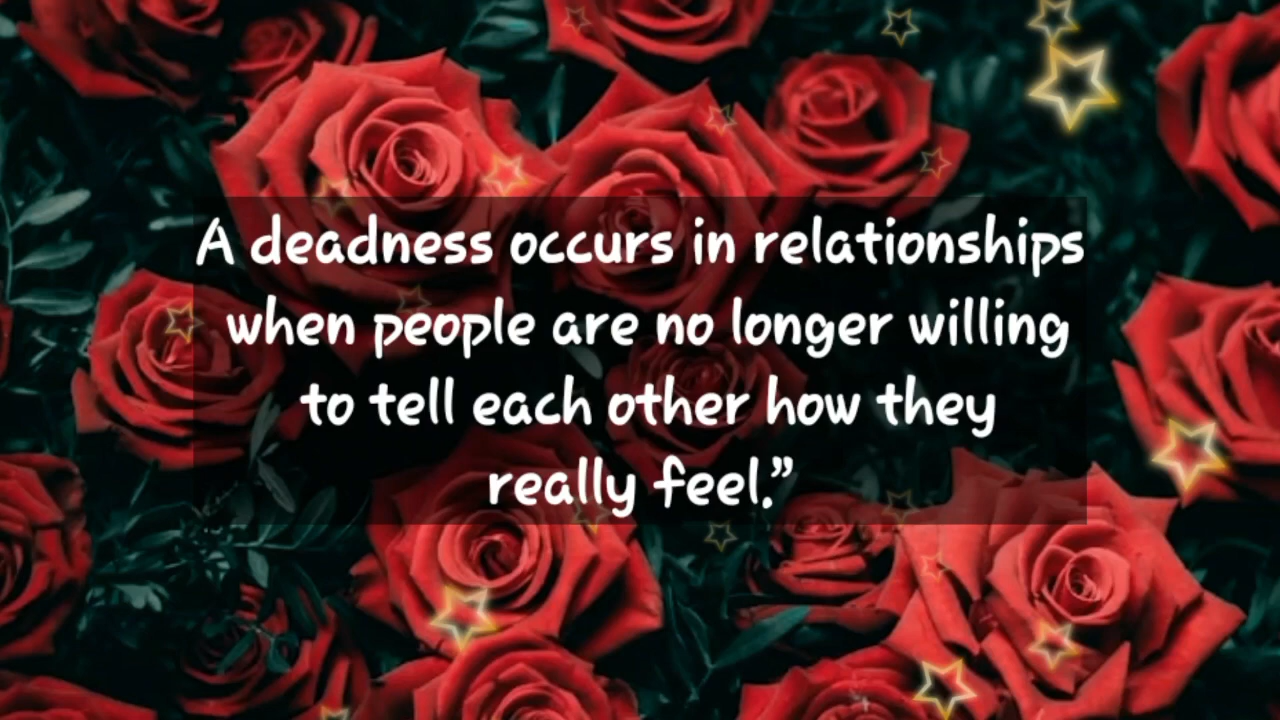 A deadness occurs in relationships
when people are no longer willing
to tell each other how they
really feel.”